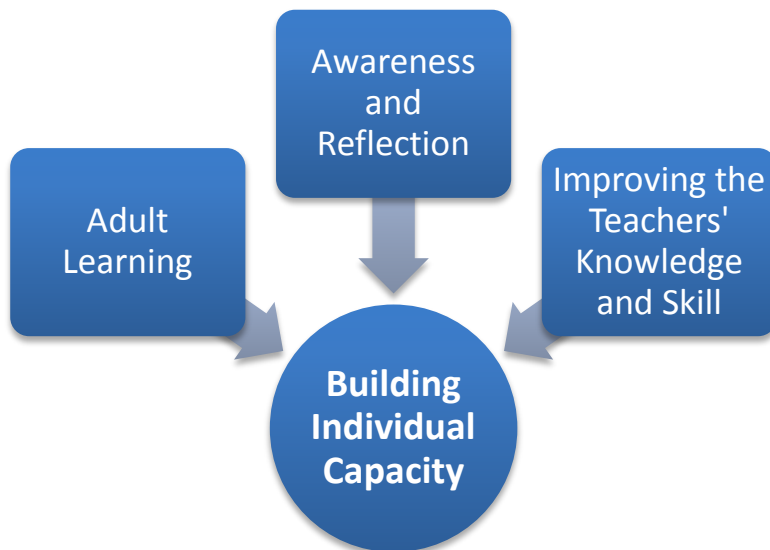 Awareness
and
Reflection
Adult
Learning
Improving the
Teachers'
Knowledge
and Skill
Building
Individual
Capacity